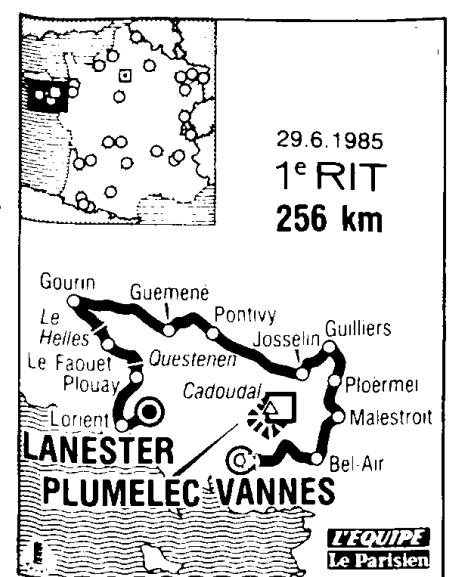 29.6.1985
1e RIT
256 km
Gourin
Guemené
Pontivy
Le
Helles
Josselin
Guilliers
Le Faouet
Ouestenen
Plouay
Cadoudal
Ploërmel
Lorient
Malestroit
LANESTER
Bel-Air
PLUMELEC VANNES
L'EQUIPE
Le Parisien